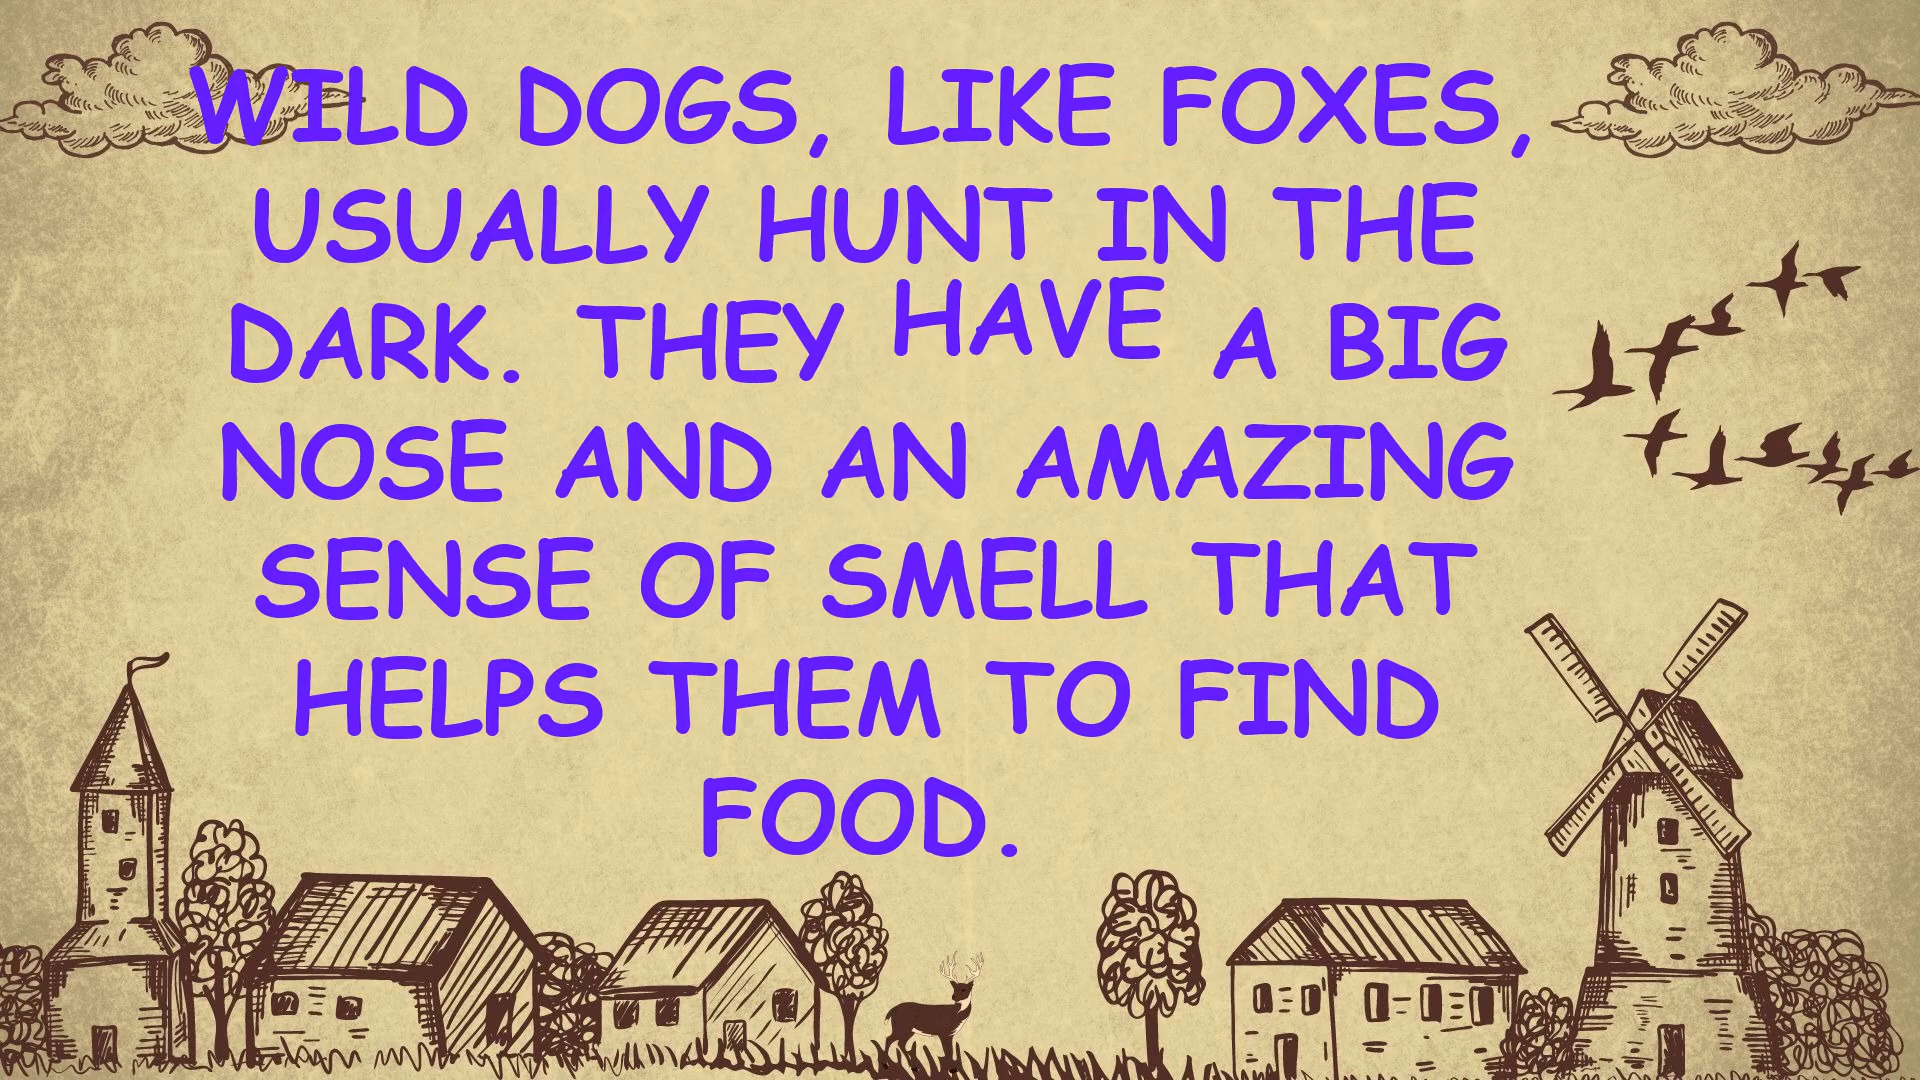 WILD DOGS, LIKE FOXES,
USUALLY HUNT IN THE
DARK. THEY HAVE A BIG
NOSE AND AN AMAZING
SENSE OF SMELL THAT
HELPS THEM TO FIND
FOOD.